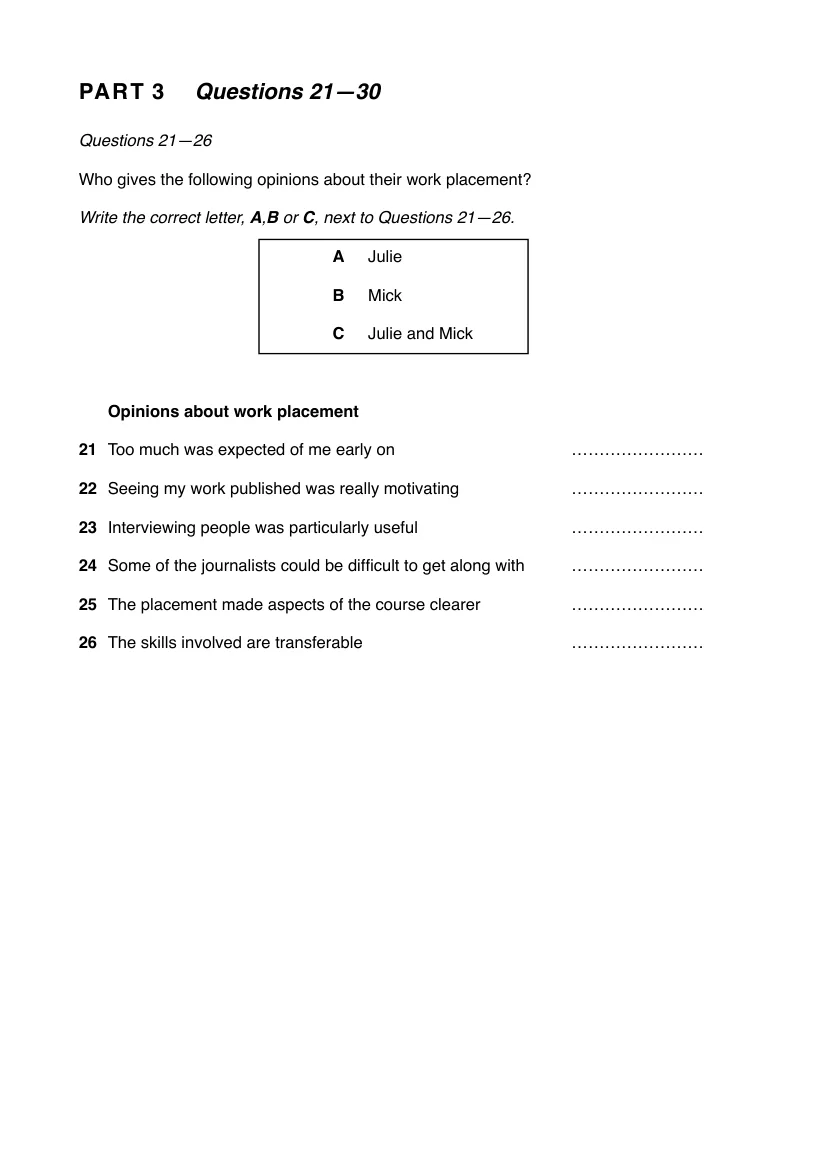 PART 3 Questions 21—30
Questions 21—26
Who gives the following opinions about their work placement?
Write the correct letter, A,B or C, next to Questions 21—26.
A Julie
B Mick
C Julie and Mick
Opinions about work placement
21 Too much was expected of me early on ........................
22 Seeing my work published was really motivating ........................
23 Interviewing people was particularly useful ........................
24 Some of the journalists could be difficult to get along with ........................
25 The placement made aspects of the course clearer ........................
26 The skills involved are transferable ........................